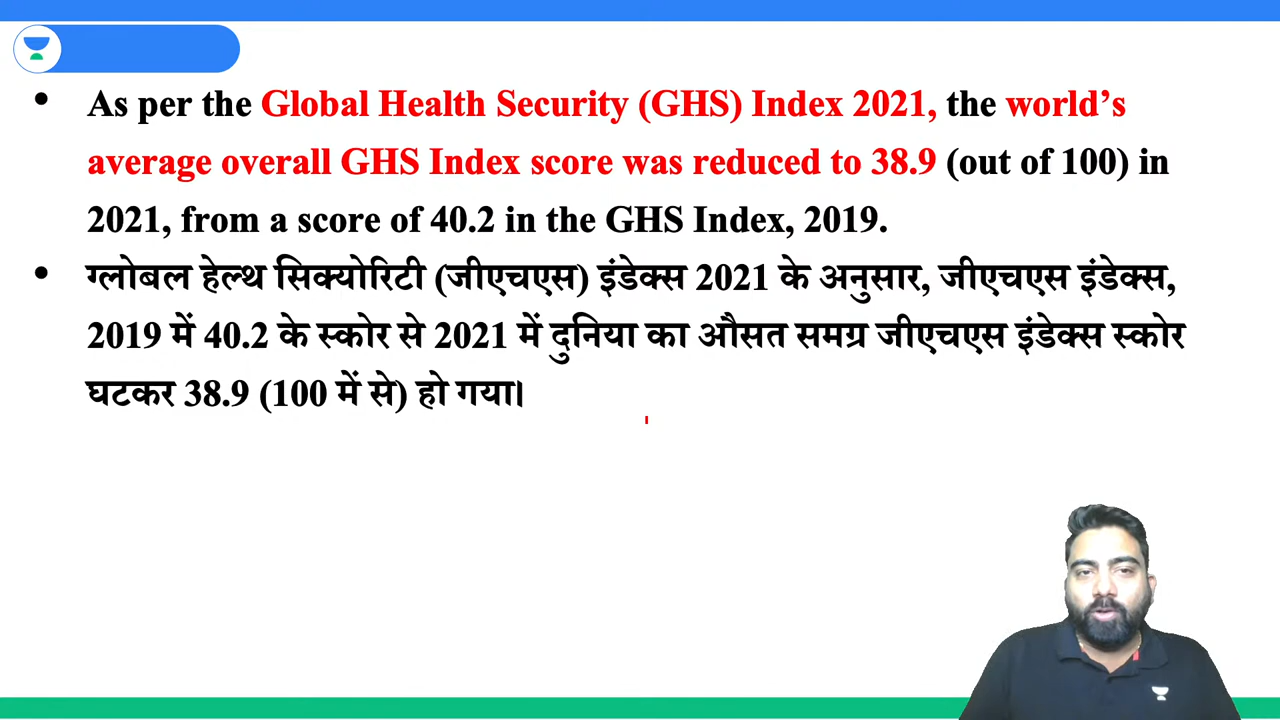 • As per the Global Health Security (GHS) Index 2021, the world's
average overall GHS Index score was reduced to 38.9 (out of 100) in
2021, from a score of 40.2 in the GHS Index, 2019.
• ग्लोबल हेल्थ सिक्योरिटी (जीएचएस) इंडेक्स 2021 के अनुसार, जीएचएस इंडेक्स,
2019 में 40.2 के स्कोर से 2021 में दुनिया का औसत समग्र जीएचएस इंडेक्स स्कोर
घटकर 38.9 (100 में से) हो गया।